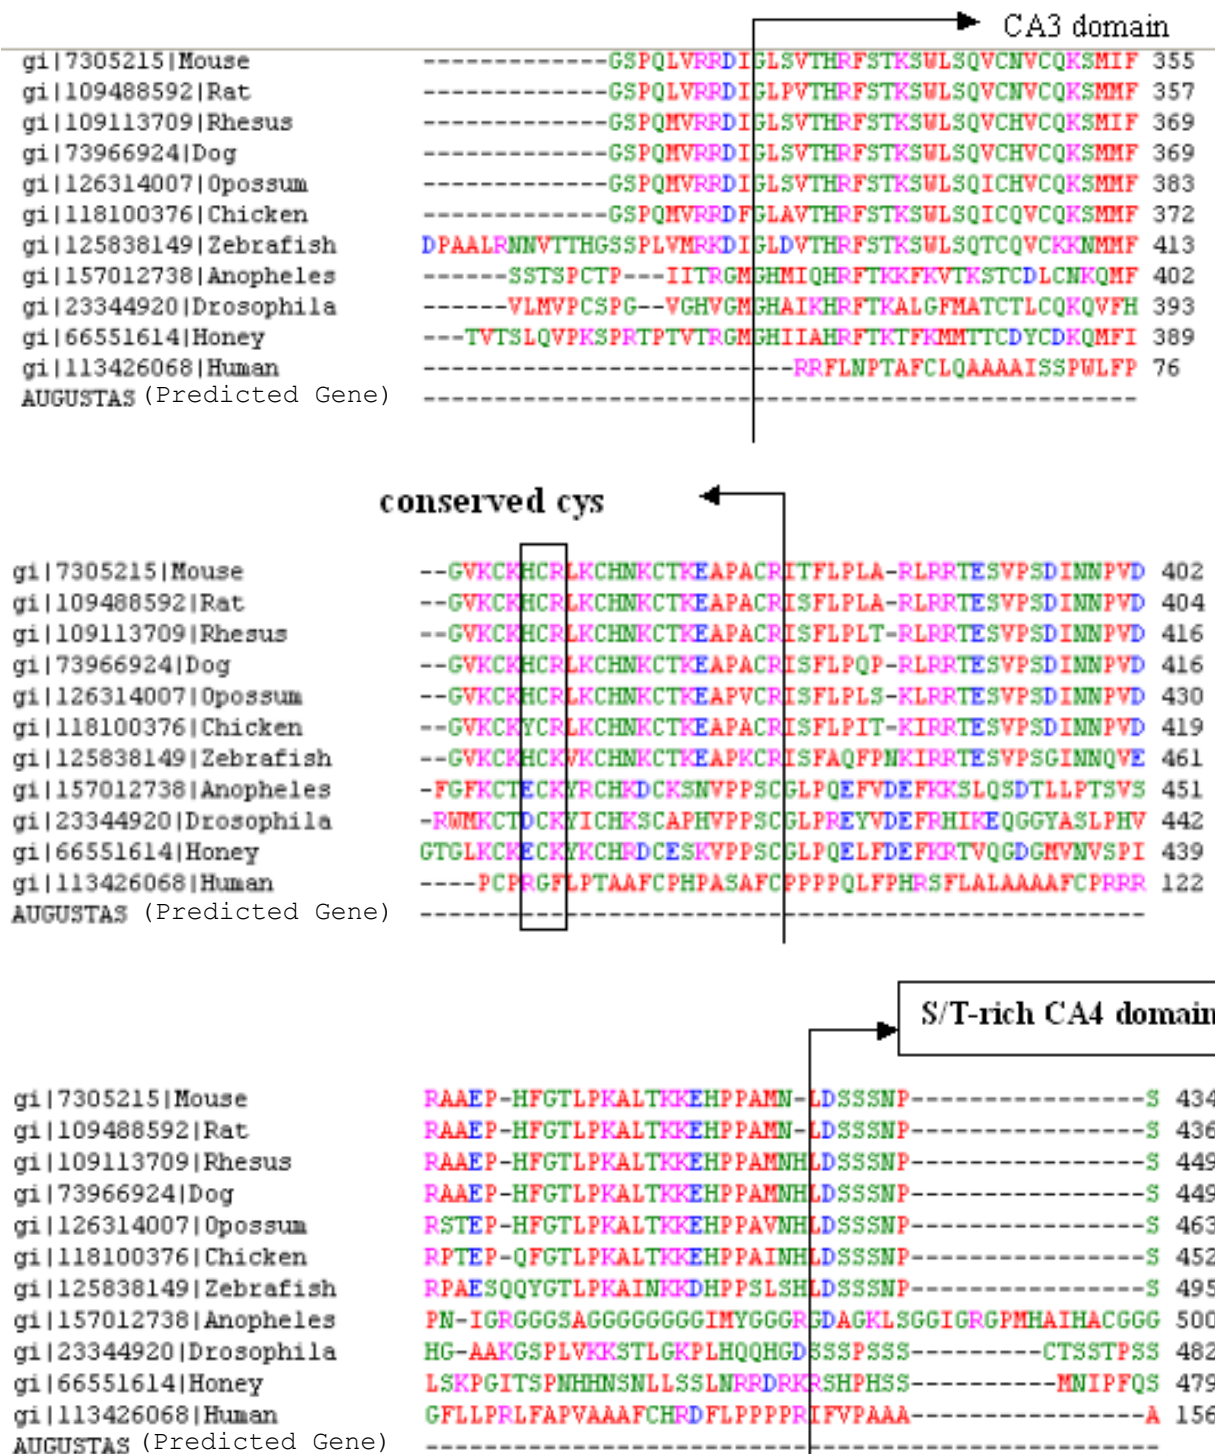 CA3 domain
gi|7305215|Mouse -------------GSPQLVRRDIGLSVTHRFSTKSWLSQVCNVCQKSMIF 355
gi|109488592|Rat -------------GSPQLVRRDIGLPVTHRFSTKSWLSQVCNVCQKSMMF 357
gi|109113709|Rhesus -------------GSPQMVRRDIGLSVTHRFSTKSWLSQVCHVCQKSMIF 369
gi|73966924|Dog -------------GSPQMVRRDIGLSVTHRFSTKSWLSQVCHVCQKSMMF 369
gi|126314007|Opossum -------------GSPQMVRRDIGLSVTHRFSTKSWLSQICHVCQKSMMF 383
gi|118100376|Chicken -------------GSPQMVRRDFGLAVTHRFSTKSWLSQICQVCQKSMMF 372
gi|125838149|Zebrafish DPAALRNNVTTHGSSPLVMRKDIGLDVTHRFSTKSWLSQTCQVCKKNMMF 413
gi|157012738|Anopheles ------SSTSPCTP---IITRGMGHMIQHRFTKKFKVTKSTCDLCNKQMF 402
gi|23344920|Drosophila ------VLMVPCSPG--VGHVGMGHAIKHRFTKALGFMATCTLCQKQVFH 393
gi|66551614|Honey ---TVTSLQVPKSPRTPTVTRGMGHIIAHRFTKTFKMMTTCDYCDKQMFI 389
gi|113426068|Human --------------------------RRFLNPTAFCLQAAAAISSPWLFP 76
AUGUSTAS (Predicted Gene) --------------------------------------------------
conserved cys
gi|7305215|Mouse --GVKCKHCRLKCHNKCTKEAPACRITFLPLA-RLRRTESVPSDINNPVD 402
gi|109488592|Rat --GVKCKHCRLKCHNKCTKEAPACRISFLPLA-RLRRTESVPSDINNPVD 404
gi|109113709|Rhesus --GVKCKHCRLKCHNKCTKEAPACRISFLPLT-RLRRTESVPSDINNPVD 416
gi|73966924|Dog --GVKCKHCRLKCHNKCTKEAPACRISFLPQP-RLRRTESVPSDINNPVD 416
gi|126314007|Opossum --GVKCKHCRLKCHNKCTKEAPVCRISFLPLS-KLRRTESVPSDINNPVD 430
gi|118100376|Chicken --GVKCKYCRLKCHNKCTKEAPACRISFLPIT-KIRRTESVPSDINNPVD 419
gi|125838149|Zebrafish --GVKCKHCKVKCHNKCTKEAPKCRISFAQFPNKIRRTESVPSGINNQVE 461
gi|157012738|Anopheles -FGFKCTECKYRCHKDCKSNVPPSCGLPQEFVDEFKKSLQSDTLLPTSVS 451
gi|23344920|Drosophila -RWMKCTDCKYICHKSCAPHVPPSCGLPREYVDEFRHIKEQGGYASLPHV 442
gi|66551614|Honey GTGLKCKECKYKCHRDCESKVPPSCGLPQELFDEFKRTVQGDGMVNVSPI 439
gi|113426068|Human ----PCPRGFLPTAAFCPHPASAFCPPPPQLFPHRSFLALAAAAFCPRRR 122
AUGUSTAS (Predicted Gene) --------------------------------------------------
S/T-rich CA4 domain
gi|7305215|Mouse RAAEP-HFGTLPKALTKKEHPPAMN-LDSSSNP----------------S 434
gi|109488592|Rat RAAEP-HFGTLPKALTKKEHPPAMN-LDSSSNP----------------S 436
gi|109113709|Rhesus RAAEP-HFGTLPKALTKKEHPPAMNHLDSSSNP----------------S 449
gi|73966924|Dog RAAEP-HFGTLPKALTKKEHPPAMNHLDSSSNP----------------S 449
gi|126314007|Opossum RSTEP-HFGTLPKALTKKEHPPAVNHLDSSSNP----------------S 463
gi|118100376|Chicken RPTEP-QFGTLPKALTKKEHPPAINHLDSSSNP----------------S 452
gi|125838149|Zebrafish RPAESQQYGTLPKAINKKDHPPSLSHLDSSSNP----------------S 495
gi|157012738|Anopheles PN-IGRGGGSAGGGGGGGGIMYGGGRGDAGKLSGGIGRGPMHAIHACGGG 500
gi|23344920|Drosophila HG-AAKGSPLVKKSTLGKPLHQQHGDSSSPSSS---------CTSSTPSS 482
gi|66551614|Honey LSKPGITSPNHHNSNLLSSLNRRDRKRSHPHSS----------MNIPFQS 479
gi|113426068|Human GFLLPRLFAPVAAAFCHRDFLPPPPRIFVPAAA----------------A 156
AUGUSTAS (Predicted Gene) --------------------------------------------------